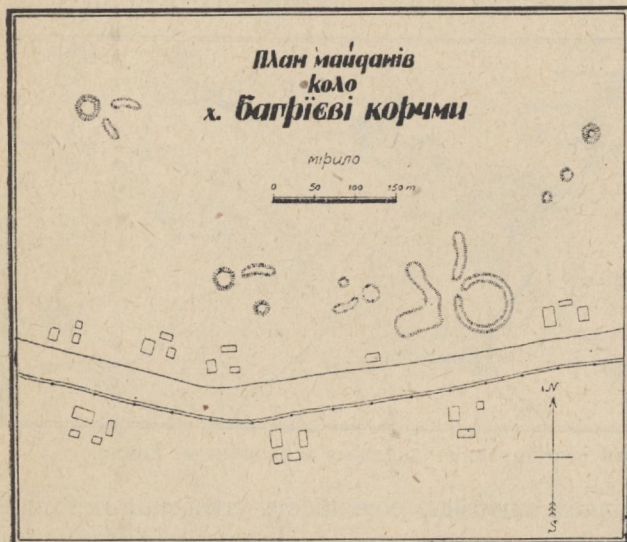 План майданів
коло
х. Багрієві корчми
мірило
0 50 100 150 m
N
S